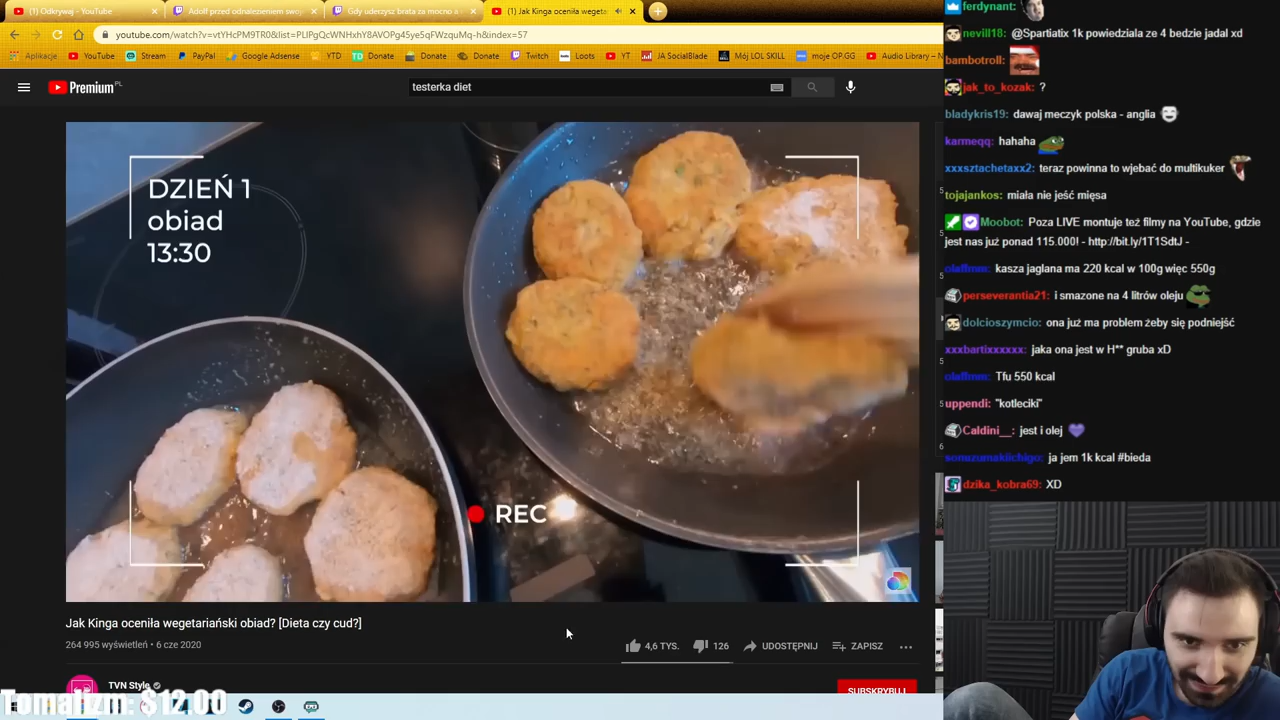 (1) Odkrywaj - YouTube
Adolf przed odnalezieniem swoje
Gdy uderzysz brata za mocno a
(1) Jak Kinga oceniła wegeta
youtube.com/watch?v=vtYHcPM9TR0&list=PLlPgQcWNHxhY8AVOPg45ye5qFWzquMq-h&index=57
Aplikacje YouTube Stream PayPal Google Adsense YTD Donate Donate Donate Twitch Loots YT JA SocialBlade Mój LOL SKILL moje OP.GG Audio Library –
Premium PL
testerka diet
DZIEŃ 1
obiad
13:30
REC
Jak Kinga oceniła wegetariański obiad? [Dieta czy cud?]
264 995 wyświetleń • 6 cze 2020
4,6 TYS. 126 UDOSTĘPNIJ ZAPISZ
TVN Style
SUBSKRYBUJ
$12.00
ferdynant:
nevill18: @Spartiatix 1k powiedziala ze 4 bedzie jadal xd
bambotroll:
jak_to_kozak: ?
bladykris19: dawaj meczyk polska - anglia
karmeqq: hahaha
xxxsztachetaxx2: teraz powinna to wjebać do multikuker
tojajankos: miała nie jeść mięsa
Moobot: Poza LIVE montuje też filmy na YouTube, gdzie
jest nas już ponad 115.000! - http://bit.ly/1T1SdtJ -
olaffmm: kasza jaglana ma 220 kcal w 100g więc 550g
perseverantia21: i smazone na 4 litrów oleju
dolcioszymcio: ona już ma problem żeby się podniejść
xxxbartixxxxxx: jaka ona jest w H** gruba xD
olaffmm: Tfu 550 kcal
uppendi: "kotleciki"
Caldini__: jest i olej
sonuzumakiichigo: ja jem 1k kcal #bieda
dzika_kobra69: XD